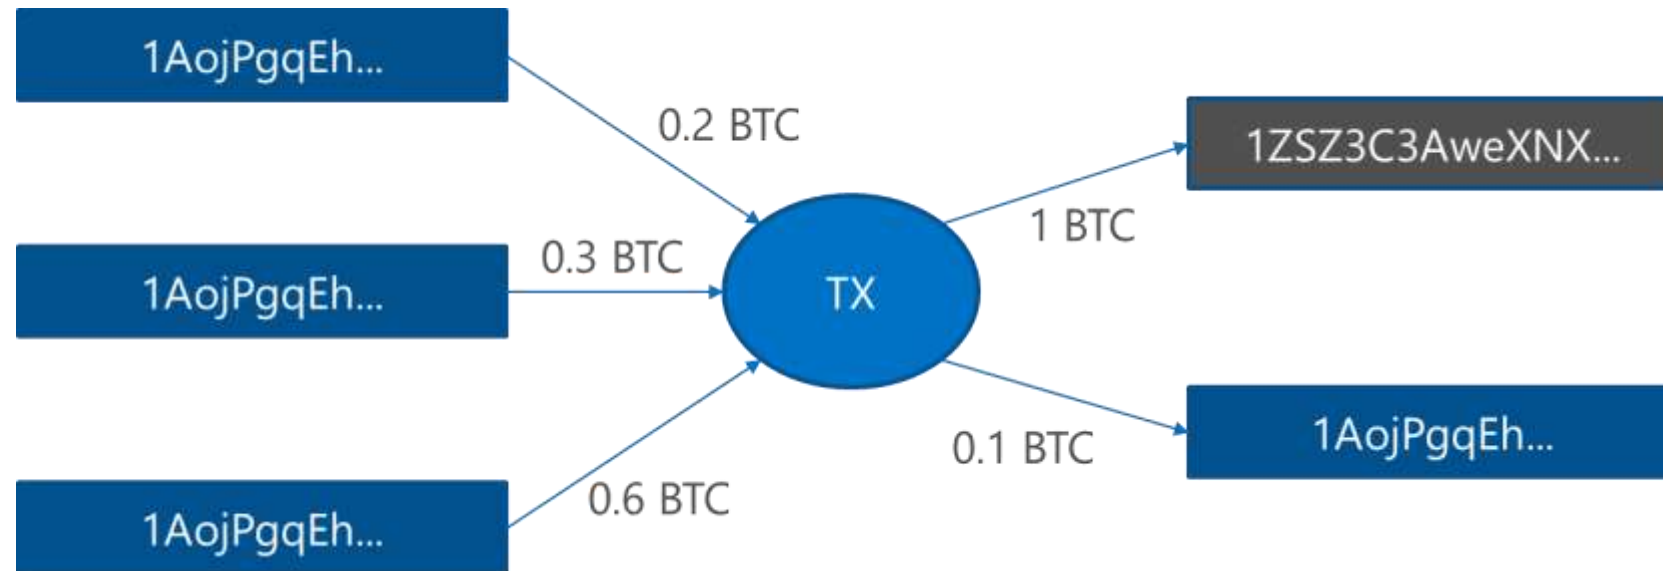 1AojPgqEh...
0.2 BTC
1ZSZ3C3AweXNX...
1 BTC
0.3 BTC
1AojPgqEh...
TX
0.1 BTC
1AojPgqEh...
0.6 BTC
1AojPgqEh...